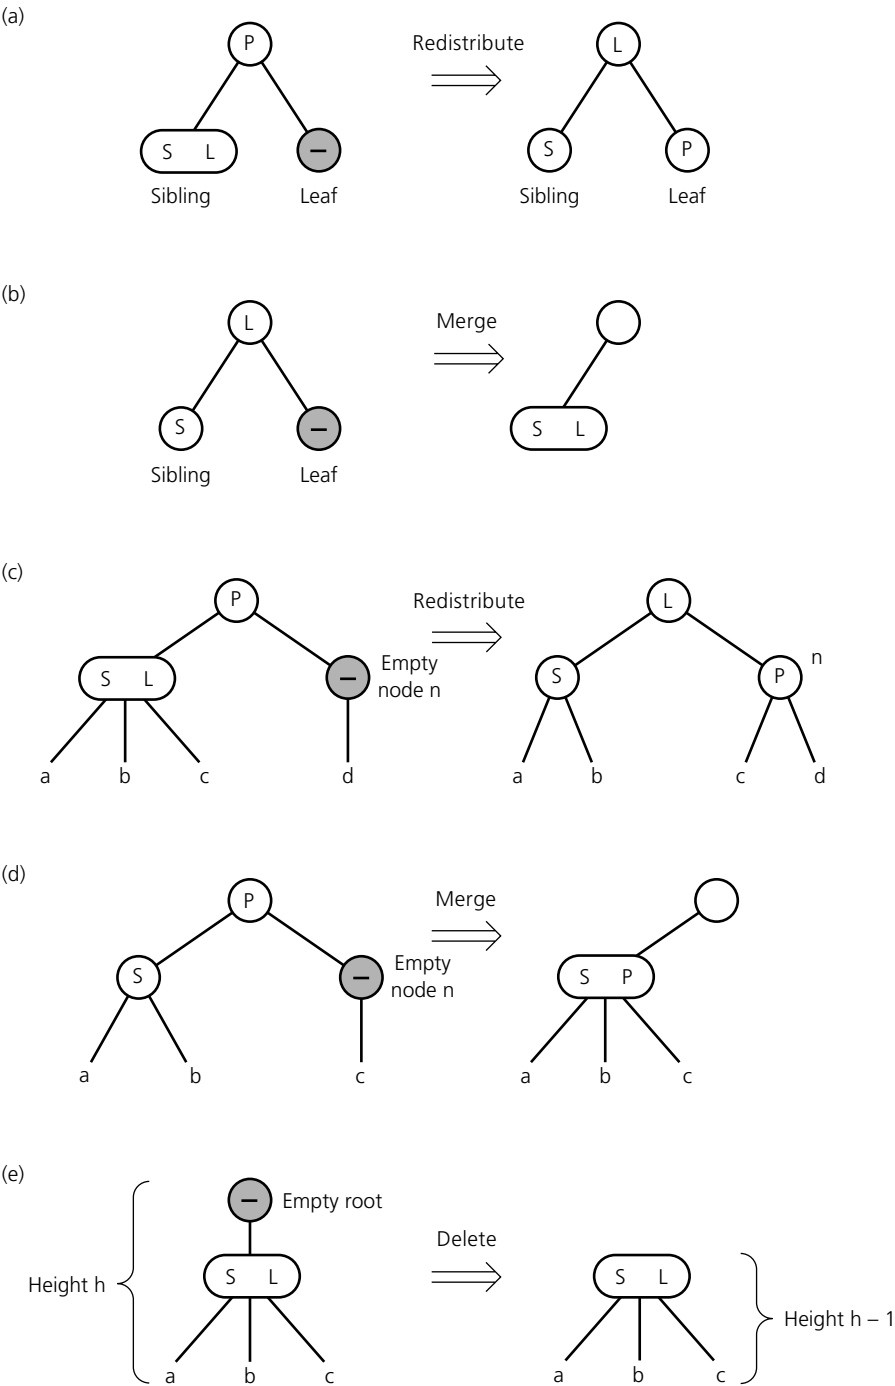 (a)
P Redistribute L
S L – S P
Sibling Leaf Sibling Leaf
(b)
L Merge
S – S L
Sibling Leaf
(c)
P Redistribute L
S L – Empty node n S P n
a b c d a b c d
(d)
P Merge
S – Empty node n S P
a b c a b c
(e)
– Empty root
Delete
S L S L
Height h Height h – 1
a b c a b c